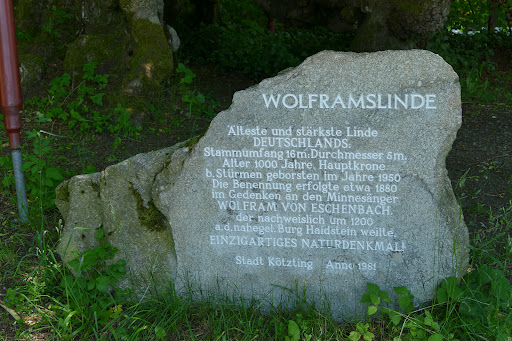 WOLFRAMSLINDE
Älteste und stärkste Linde
DEUTSCHLANDS.
Stammumfang 16m, Durchmesser 5m,
Alter 1000 Jahre, Hauptkrone
b. Stürmen geborsten im Jahre 1950
Die Benennung erfolgte etwa 1880
im Gedenken an den Minnesänger
WOLFRAM VON ESCHENBACH,
der nachweislich um 1200
a.d. nahegel. Burg Haidstein weilte.
EINZIGARTIGES NATURDENKMAL!
Stadt Kötzting Anno 1981